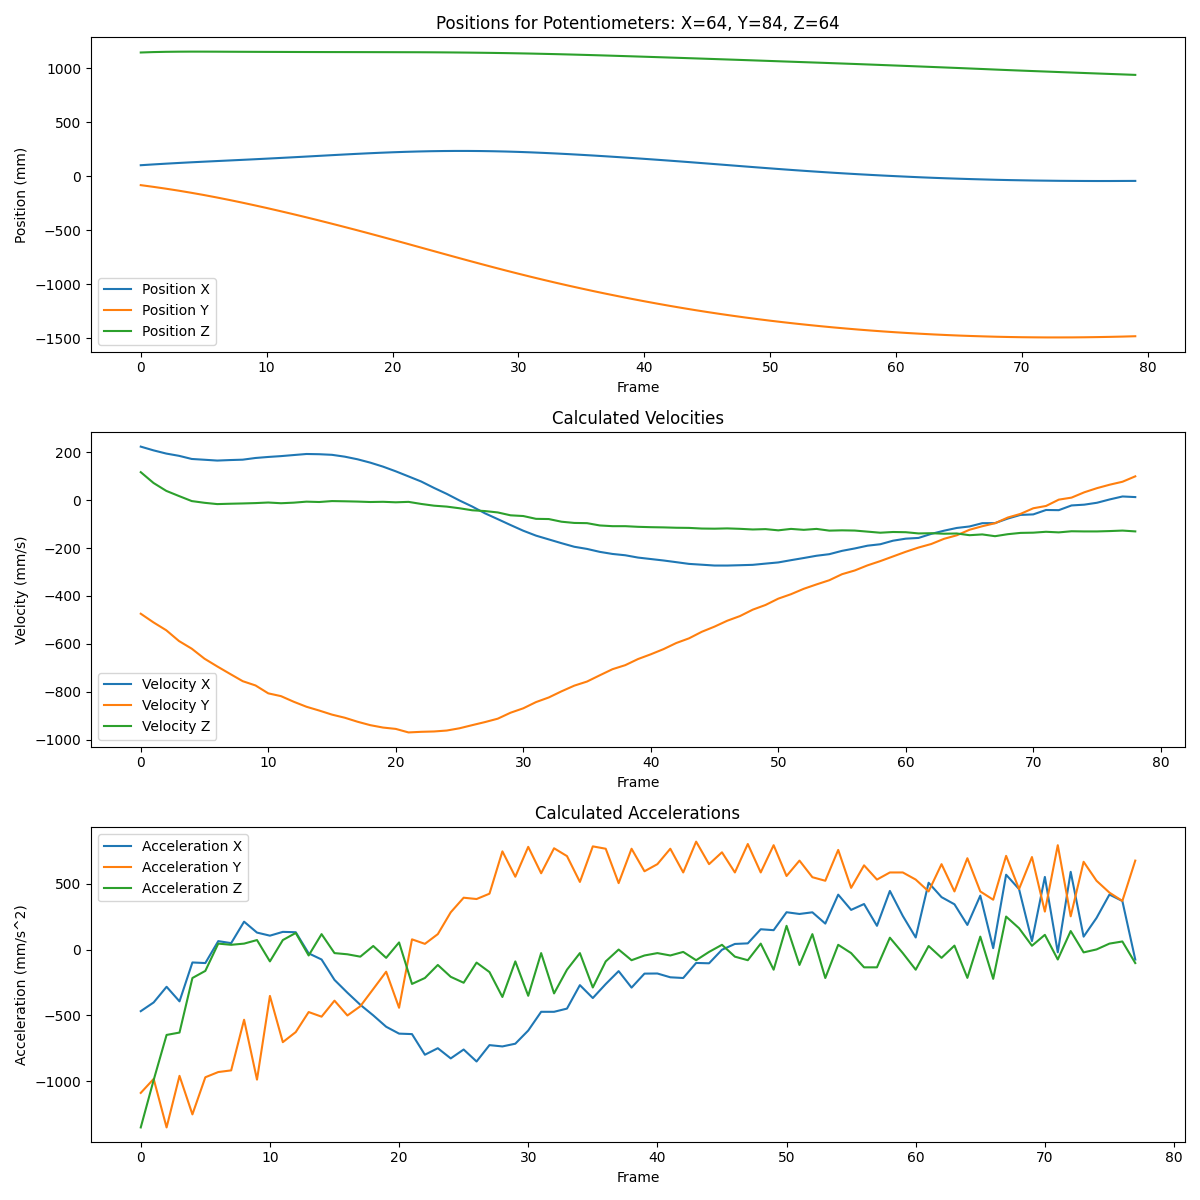 Positions for Potentiometers: X=64, Y=84, Z=64
Position (mm)
1000
500
0
−500
−1000
−1500
Position X
Position Y
Position Z
0 10 20 30 40 50 60 70 80
Frame
Calculated Velocities
Velocity (mm/s)
200
0
−200
−400
−600
−800
−1000
Velocity X
Velocity Y
Velocity Z
0 10 20 30 40 50 60 70 80
Frame
Calculated Accelerations
Acceleration (mm/s^2)
Acceleration X
Acceleration Y
Acceleration Z
500
0
−500
−1000
0 10 20 30 40 50 60 70 80
Frame